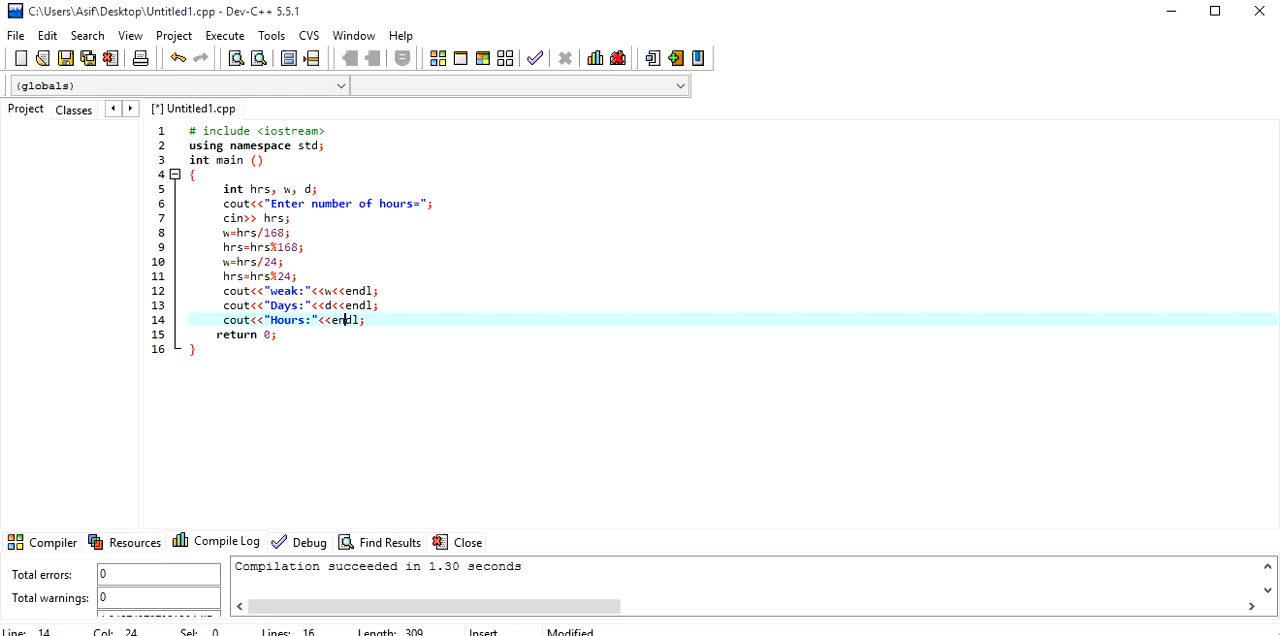 C:\Users\Asif\Desktop\Untitled1.cpp - Dev-C++ 5.5.1
File Edit Search View Project Execute Tools CVS Window Help
(globals)
Project Classes [*] Untitled1.cpp
1 # include <iostream>
2 using namespace std;
3 int main ()
4 {
5 int hrs, w, d;
6 cout<<"Enter number of hours=";
7 cin>> hrs;
8 w=hrs/168;
9 hrs=hrs%168;
10 w=hrs/24;
11 hrs=hrs%24;
12 cout<<"weak:"<<w<<endl;
13 cout<<"Days:"<<d<<endl;
14 cout<<"Hours:"<<endl;
15 return 0;
16 }
Compiler Resources Compile Log Debug Find Results Close
Total errors: 0
Compilation succeeded in 1.30 seconds
Total warnings: 0
Line: 14 Col: 24 Sel: 0 Lines: 16 Length: 309 Insert Modified